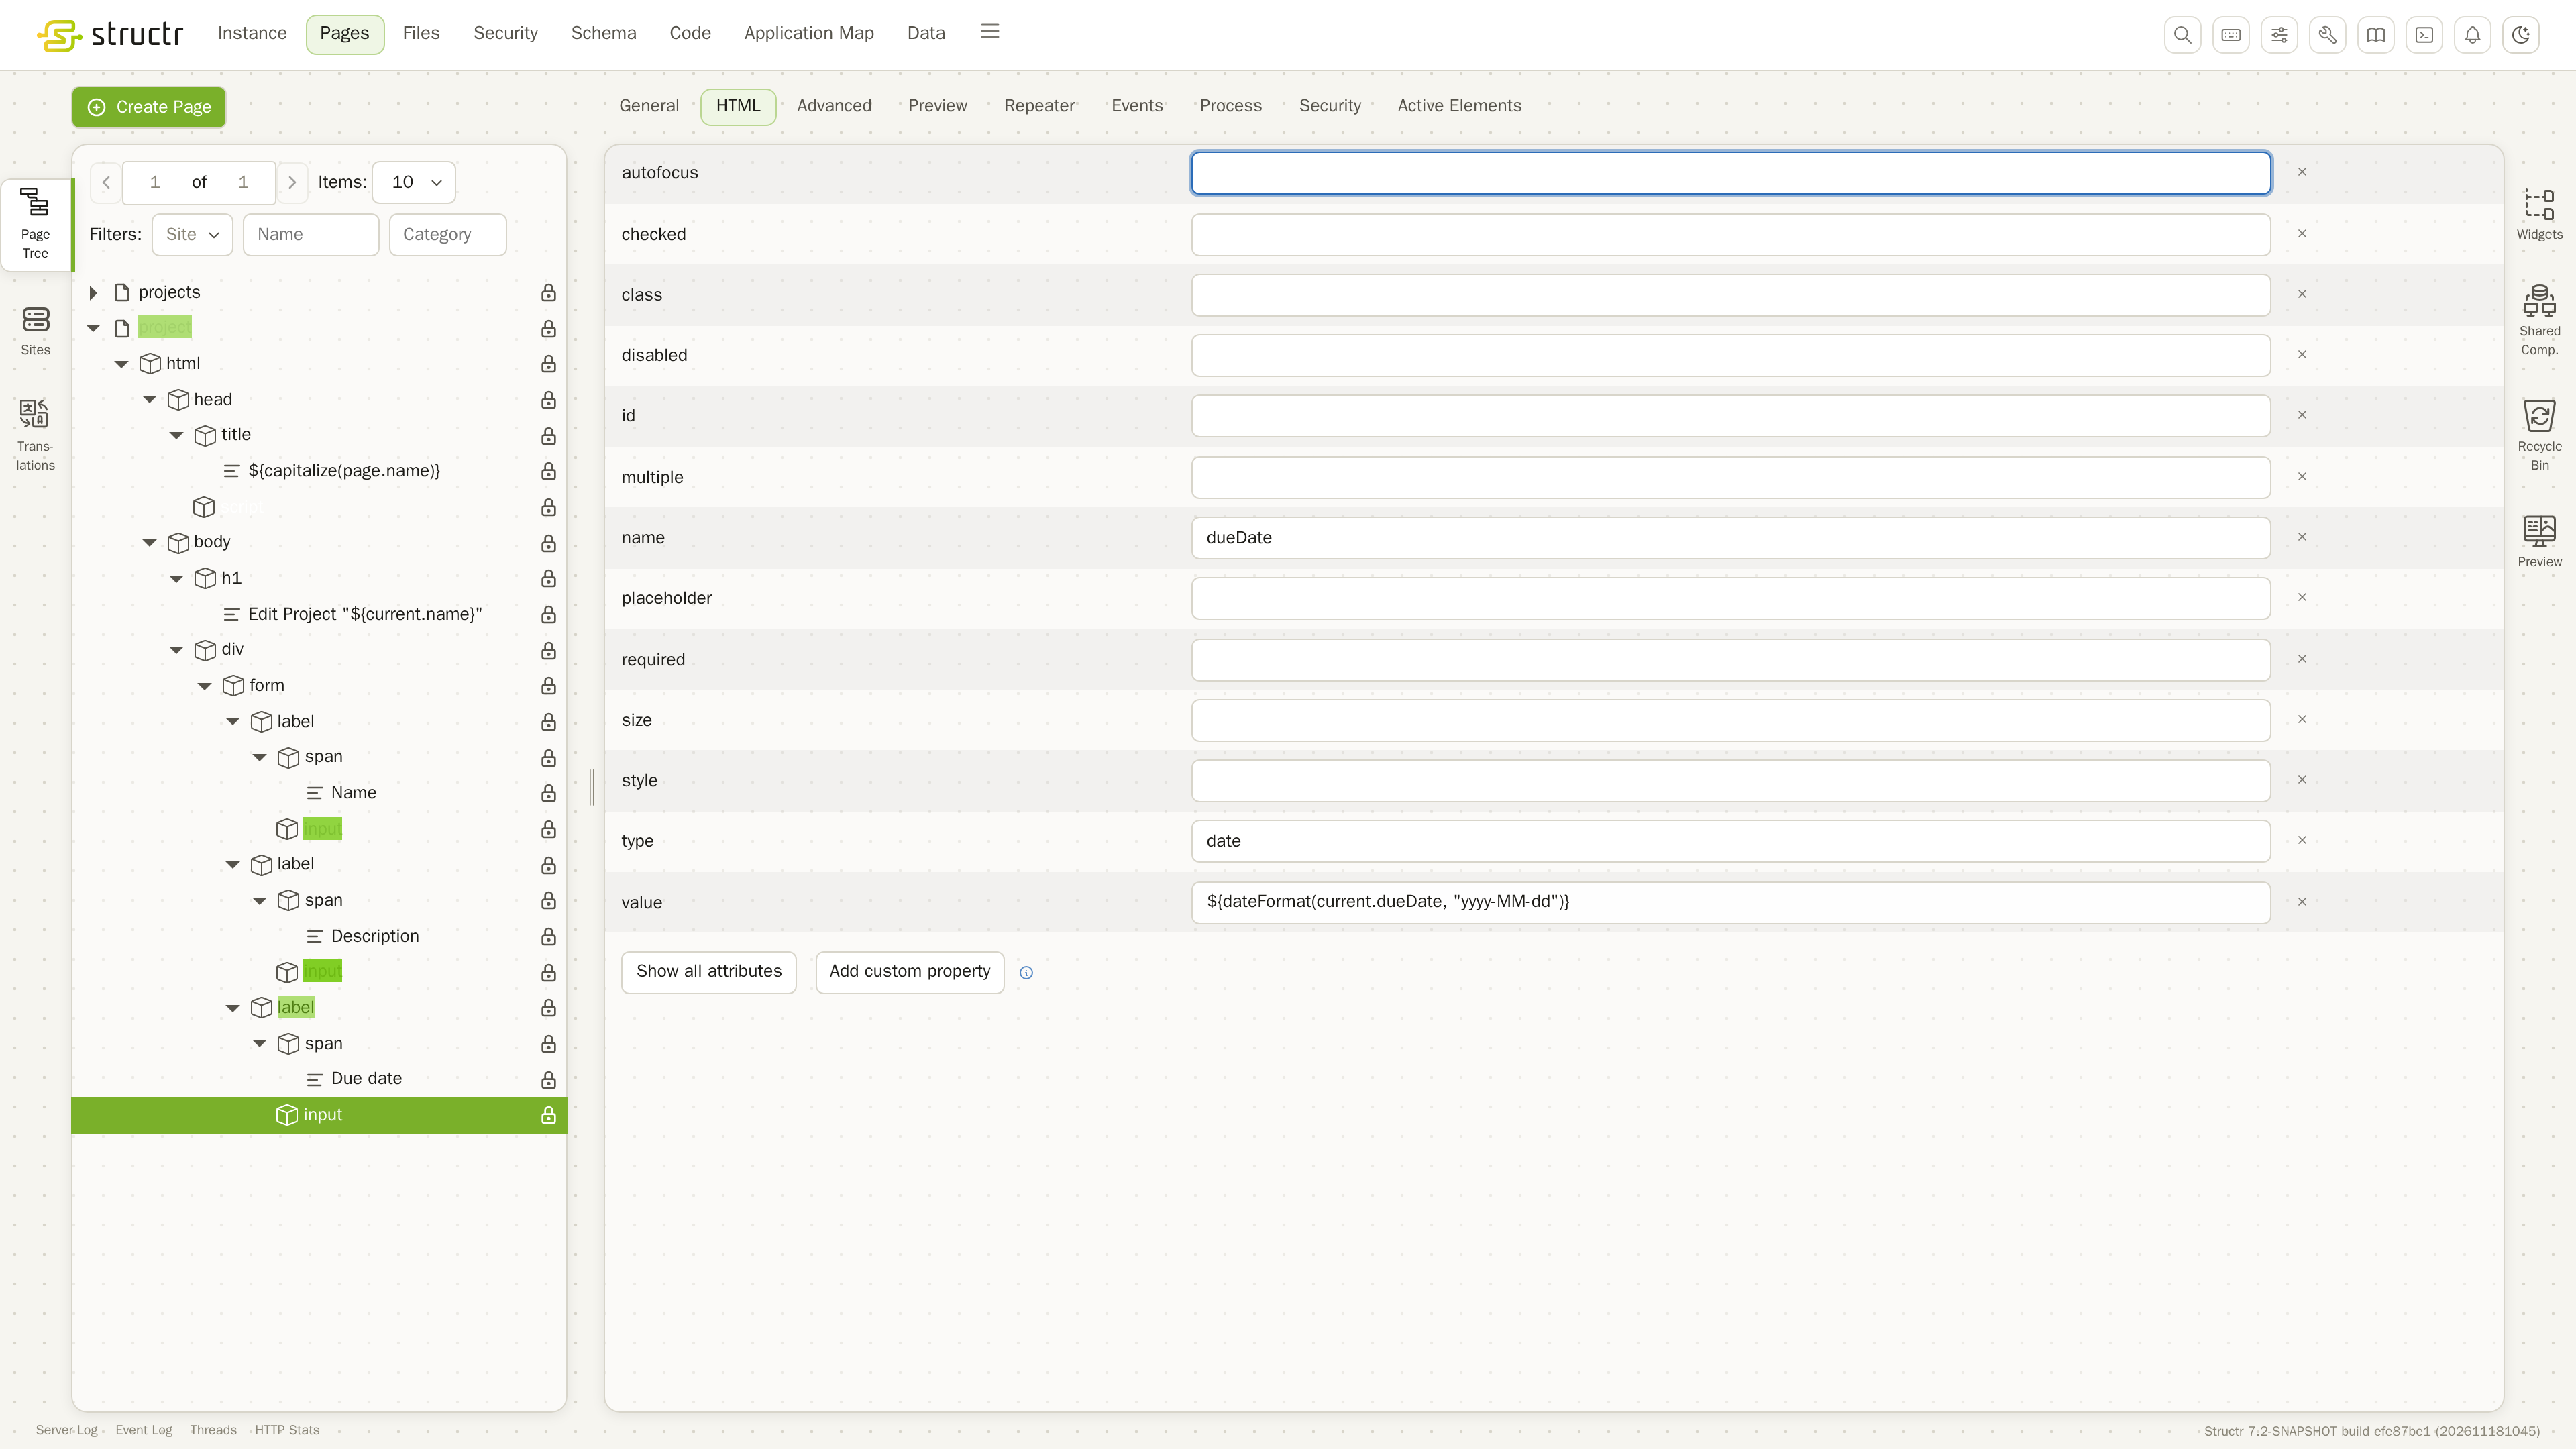 structr Instance Pages Files Security Schema Code Application Map Data
Create Page
General HTML Advanced Preview Repeater Events Process Security Active Elements
1 of 1 Items: 10
Filters: Site Name Category
Page
Tree
Sites
Trans-
lations
projects
project
html
head
title
${capitalize(page.name)}
body
h1
Edit Project "${current.name}"
div
form
label
span
Name
input
label
span
Description
input
label
span
Due date
input
autofocus
checked
class
disabled
id
multiple
name dueDate
placeholder
required
size
style
type date
value ${dateFormat(current.dueDate, "yyyy-MM-dd")}
Show all attributes Add custom property
Widgets
Shared
Comp.
Recycle
Bin
Preview
Server Log Event Log Threads HTTP Stats
Structr 7.2-SNAPSHOT build efe87be1 (202611181045)